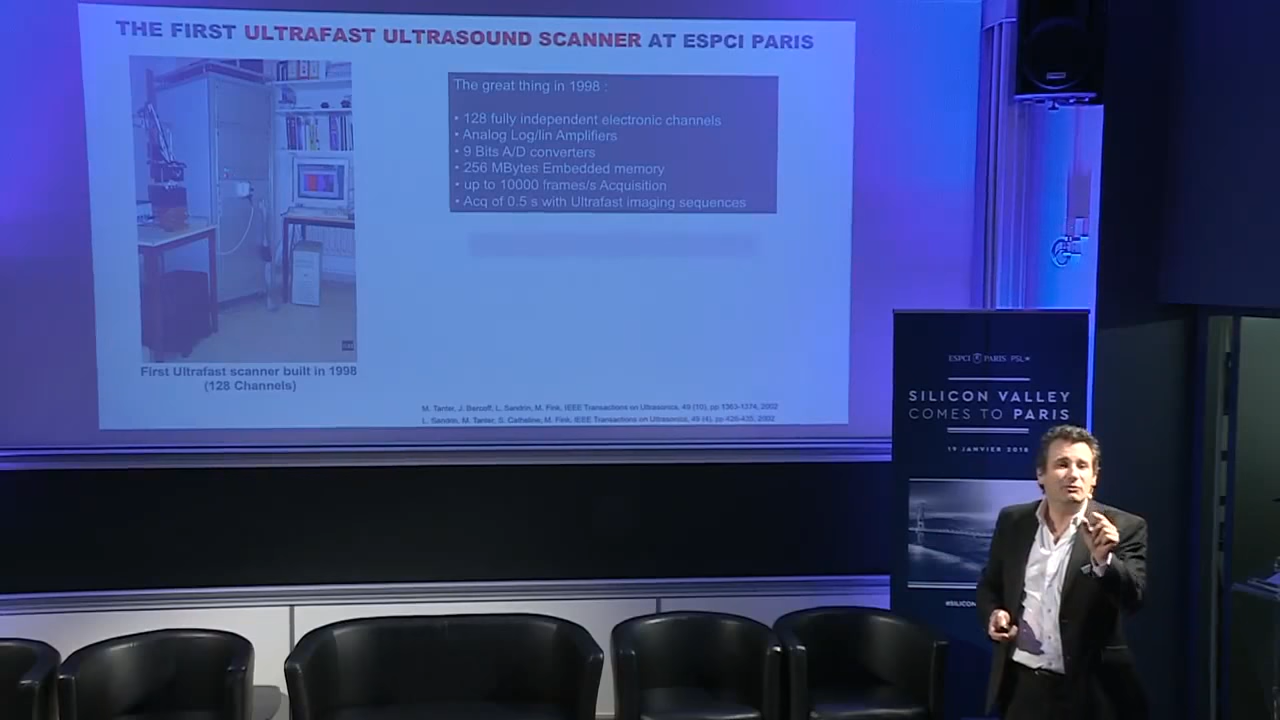 THE FIRST ULTRAFAST ULTRASOUND SCANNER AT ESPCI PARIS
The great thing in 1998 :
• 128 fully independent electronic channels
• Analog Log/lin Amplifiers
• 9 Bits A/D converters
• 256 MBytes Embedded memory
• up to 10000 frames/s Acquisition
• Acq of 0.5 s with Ultrafast imaging sequences
First Ultrafast scanner built in 1998
(128 Channels)
M. Tanter, J. Bercoff, L. Sandrin, M. Fink, IEEE Transactions on Ultrasonics, 49 (10), pp 1363-1374, 2002
L. Sandrin, M. Tanter, S. Catheline, M. Fink, IEEE Transactions on Ultrasonics, 49 (4), pp 426-435, 2002
ESPCI PARIS PSL
SILICON VALLEY
COMES TO PARIS
19 JANVIER 2018
#SILICON